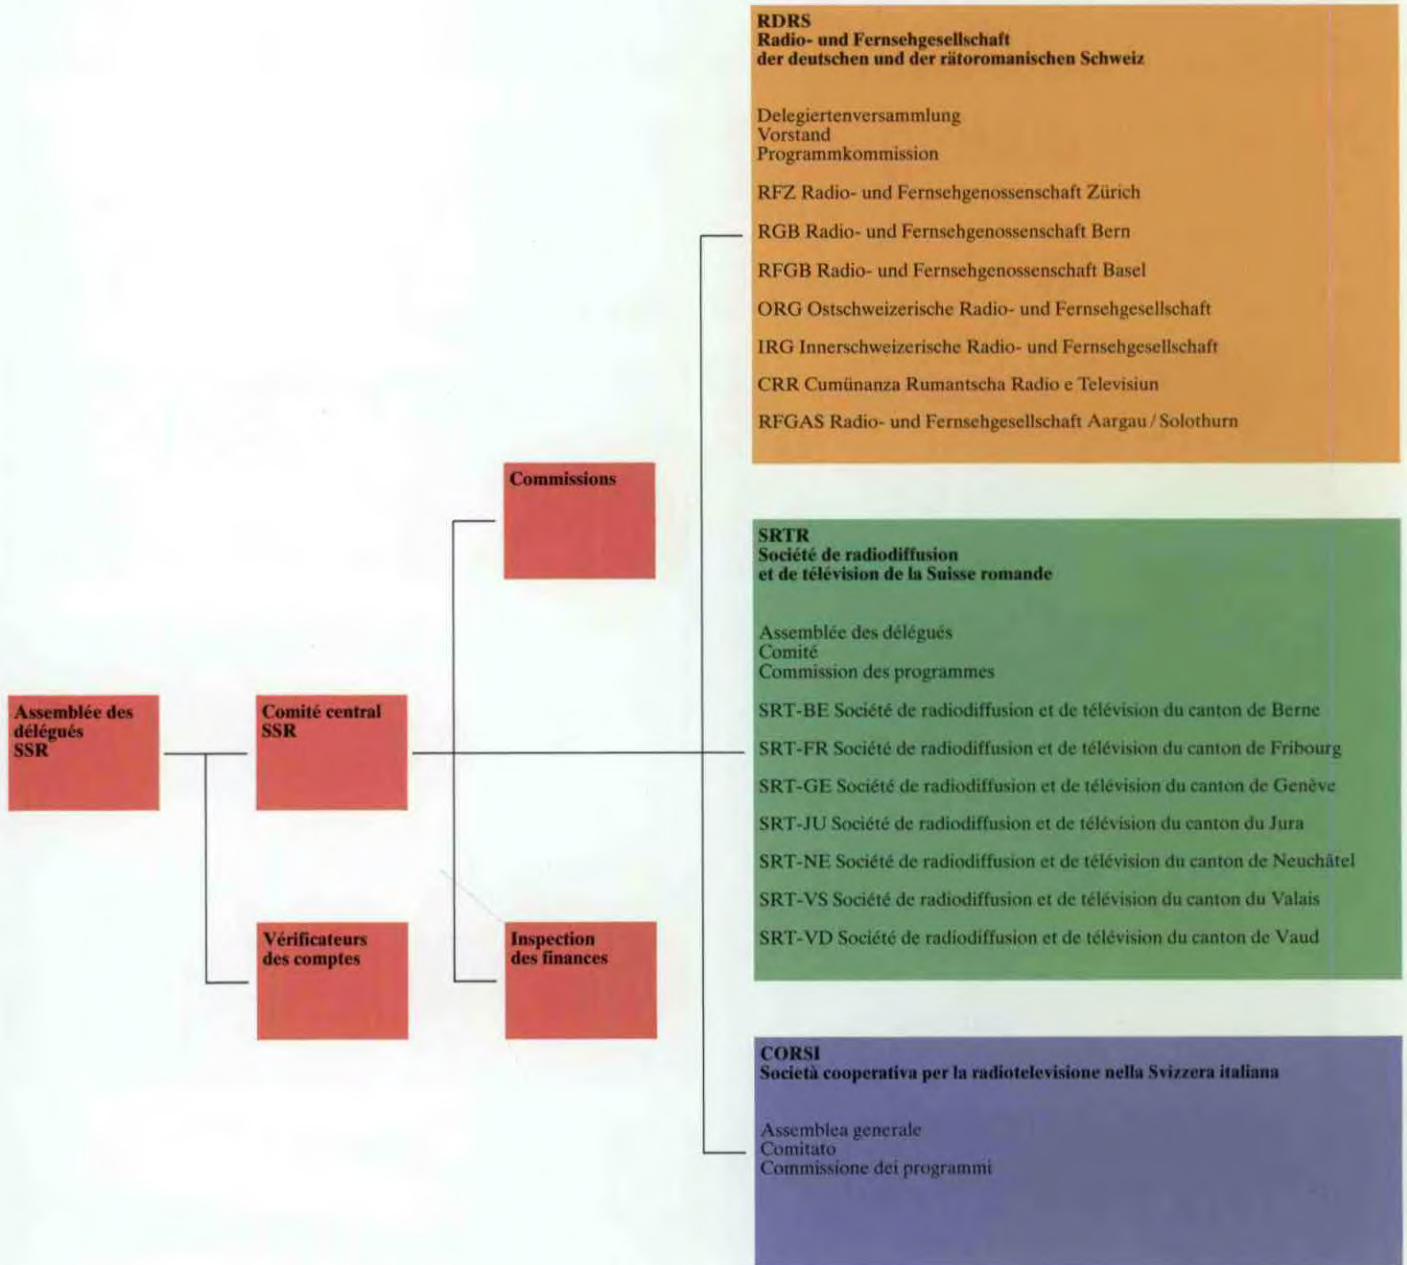 Assemblée des
délégués
SSR
Comité central
SSR
Vérificateurs
des comptes
Commissions
Inspection
des finances
RDRS
Radio- und Fernsehgesellschaft
der deutschen und der rätoromanischen Schweiz
Delegiertenversammlung
Vorstand
Programmkommission
RFZ Radio- und Fernsehgenossenschaft Zürich
RGB Radio- und Fernsehgenossenschaft Bern
RFGB Radio- und Fernsehgenossenschaft Basel
ORG Ostschweizerische Radio- und Fernsehgesellschaft
IRG Innerschweizerische Radio- und Fernsehgesellschaft
CRR Cumünanza Rumantscha Radio e Televisiun
RFGAS Radio- und Fernsehgesellschaft Aargau / Solothurn
SRTR
Société de radiodiffusion
et de télévision de la Suisse romande
Assemblée des délégués
Comité
Commission des programmes
SRT-BE Société de radiodiffusion et de télévision du canton de Berne
SRT-FR Société de radiodiffusion et de télévision du canton de Fribourg
SRT-GE Société de radiodiffusion et de télévision du canton de Genève
SRT-JU Société de radiodiffusion et de télévision du canton du Jura
SRT-NE Société de radiodiffusion et de télévision du canton de Neuchâtel
SRT-VS Société de radiodiffusion et de télévision du canton du Valais
SRT-VD Société de radiodiffusion et de télévision du canton de Vaud
CORSI
Società cooperativa per la radiotelevisione nella Svizzera italiana
Assemblea generale
Comitato
Commissione dei programmi